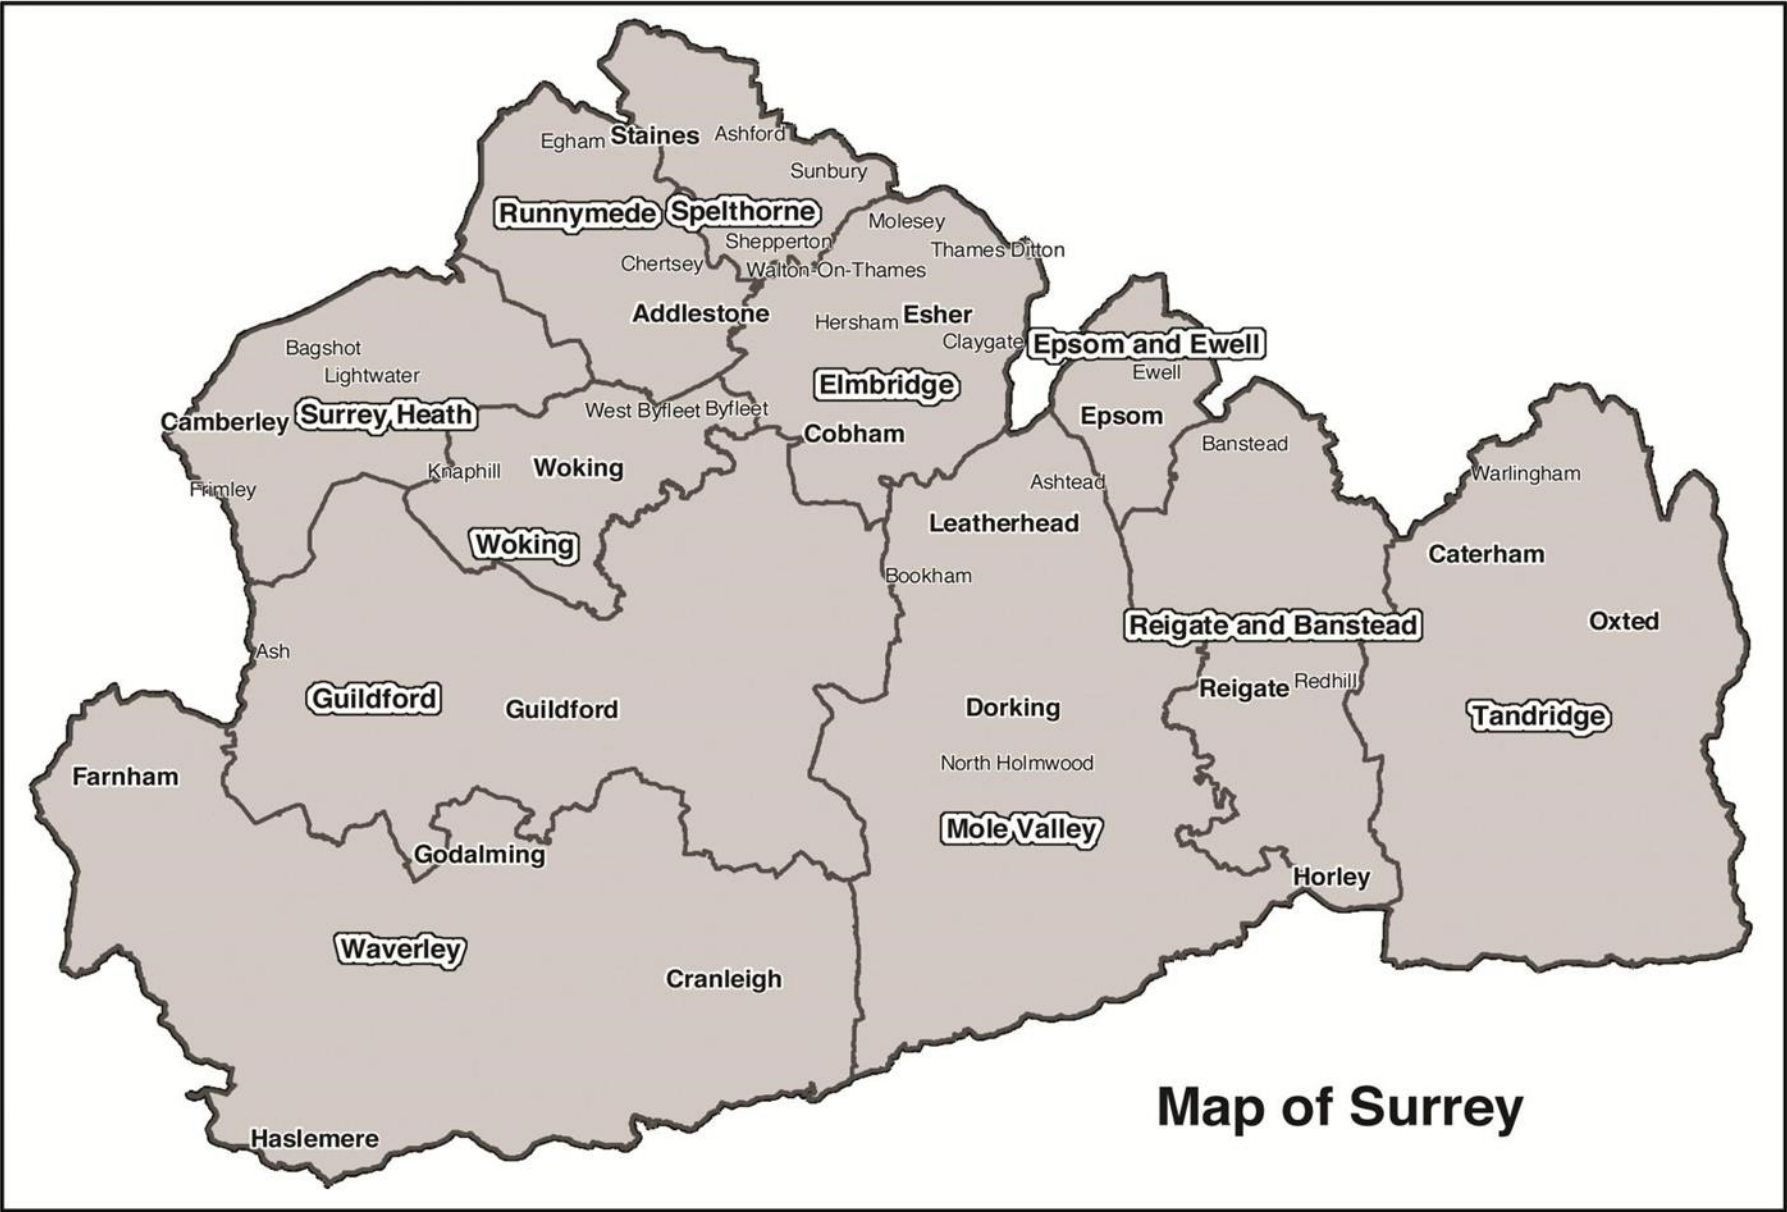 Egham
Staines
Ashford
Sunbury
Runnymede
Spelthorne
Molesey
Shepperton
Thames Ditton
Chertsey
Walton-On-Thames
Addlestone
Hersham
Esher
Claygate
Epsom and Ewell
Bagshot
Lightwater
Ewell
Elmbridge
Camberley
Surrey Heath
West Byfleet
Byfleet
Epsom
Cobham
Banstead
Knaphill
Woking
Frimley
Ashtead
Warlingham
Leatherhead
Woking
Caterham
Bookham
Reigate and Banstead
Oxted
Ash
Guildford
Guildford
Reigate
Redhill
Dorking
Tandridge
North Holmwood
Farnham
Mole Valley
Godalming
Horley
Waverley
Cranleigh
Map of Surrey
Haslemere